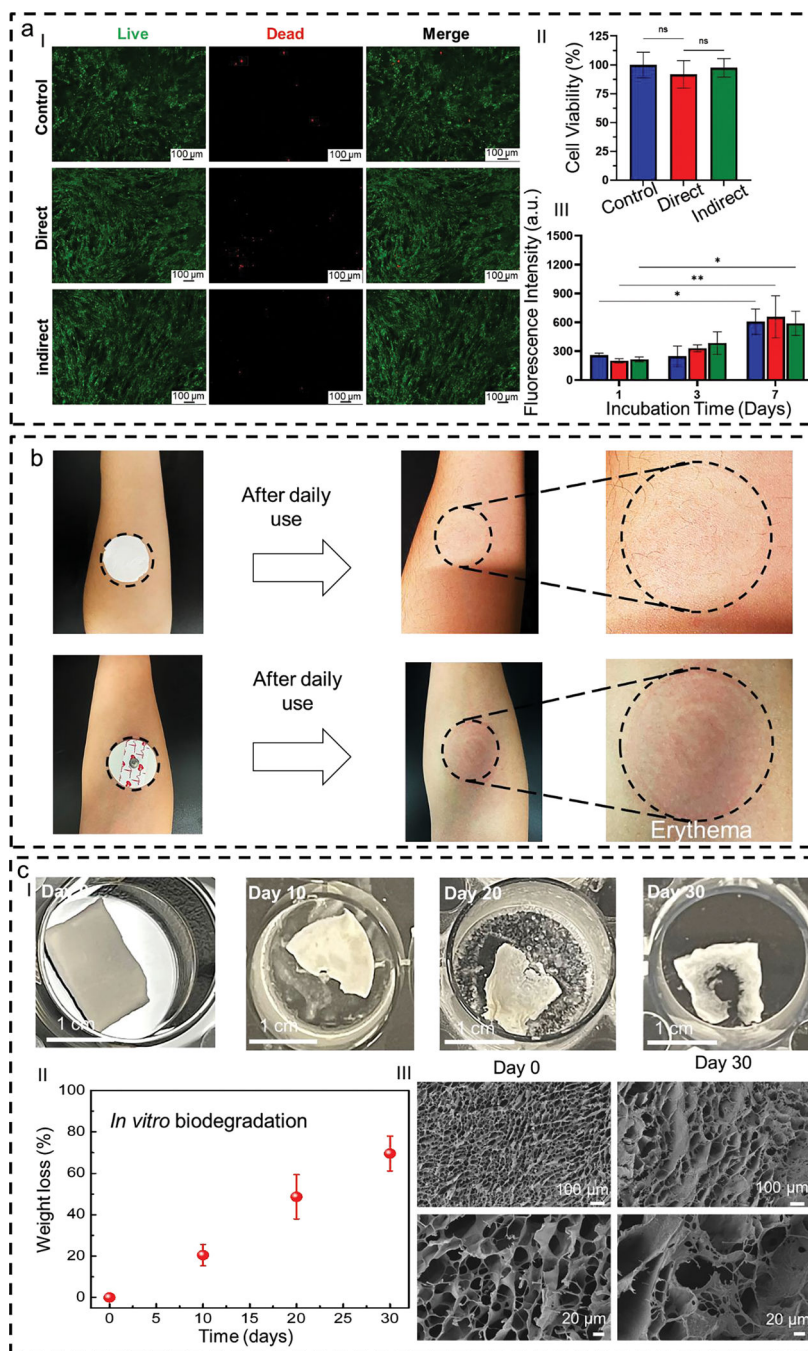 a
I
Live
Dead
Merge
Control
100 μm
100 μm
100 μm
Direct
100 μm
100 μm
100 μm
indirect
100 μm
100 μm
100 μm
II
Cell Viability (%)
125
100
75
50
25
0
ns
ns
Control
Direct
Indirect
III
Fluorescence Intensity (a.u.)
1500
1200
900
600
300
0
*
**
*
1
3
7
Incubation Time (Days)
b
After daily
use
After daily
use
Erythema
c
I
Day
Day 10
Day 20
Day 30
1 cm
1 cm
1 cm
1 cm
II
In vitro biodegradation
Weight loss (%)
100
80
60
40
20
0
0
5
10
15
20
25
30
Time (days)
III
Day 0
Day 30
100 μm
100 μm
20 μm
20 μm